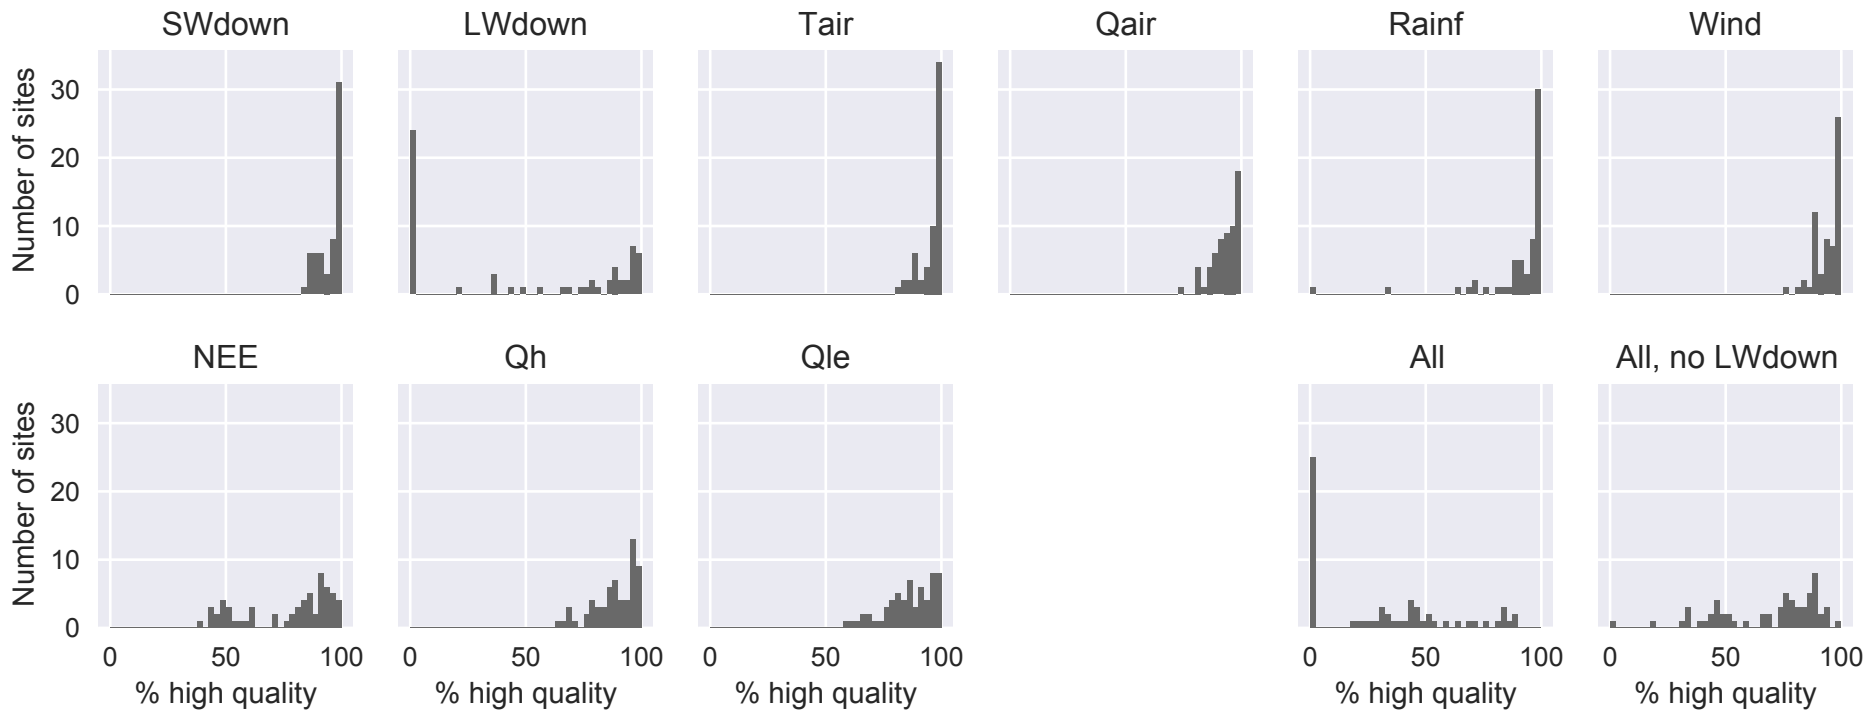 SWdown LWdown Tair Qair Rainf Wind
Number of sites
30
20
10
0
NEE Qh Qle All All, no LWdown
Number of sites
30
20
10
0
0 50 100 0 50 100 0 50 100 0 50 100 0 50 100
% high quality % high quality % high quality % high quality % high quality